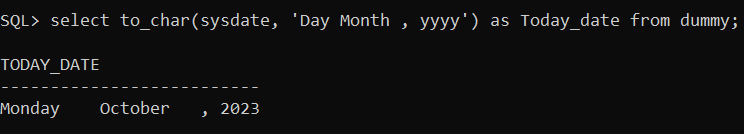 SQL> select to_char(sysdate, 'Day Month , yyyy') as Today_date from dummy;
TODAY_DATE
---------------------------
Monday    October   , 2023